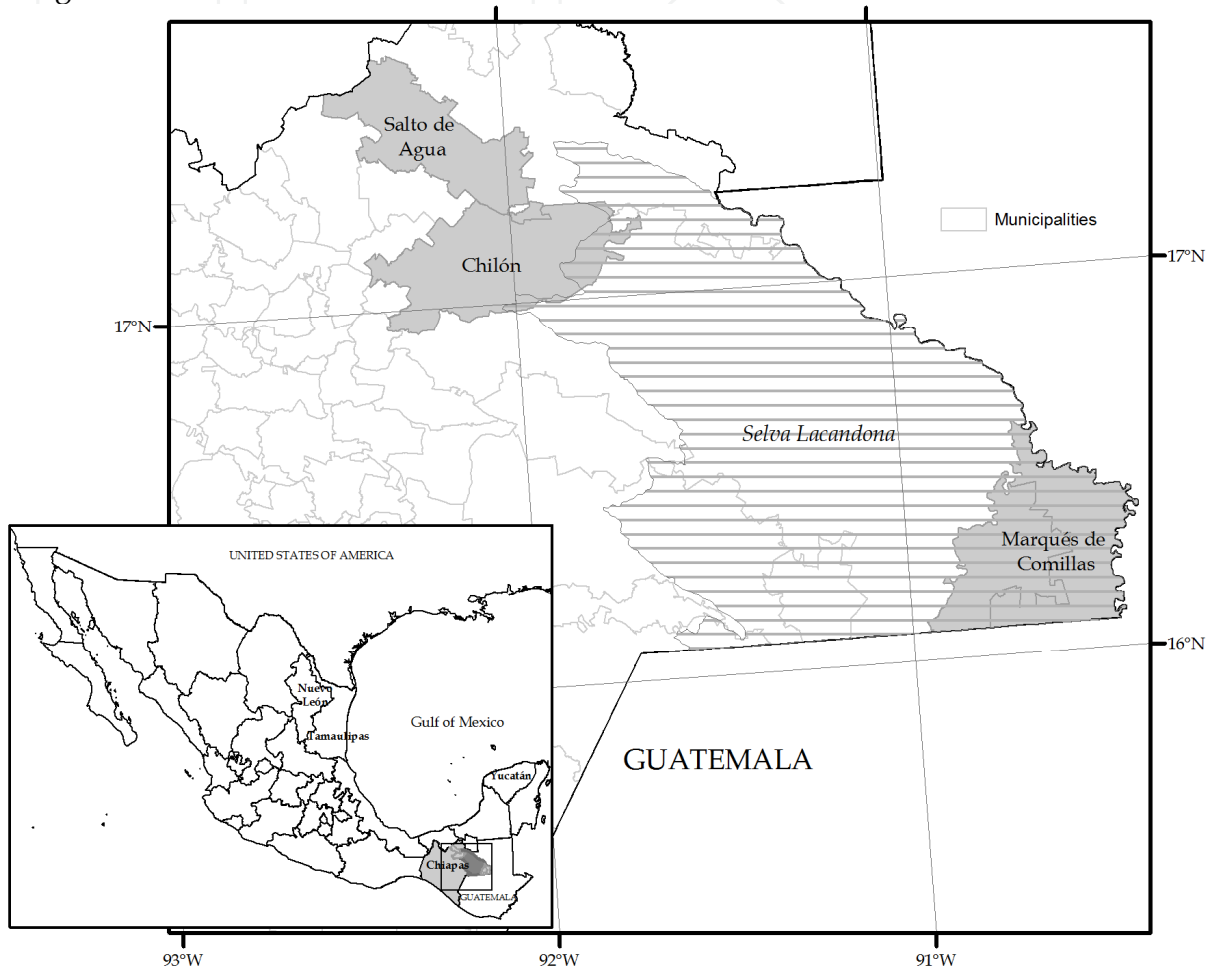 Salto de
Agua
Municipalities
Chilón
17°N
17°N
Selva Lacandona
Marqués de
Comillas
UNITED STATES OF AMERICA
16°N
Nuevo
León
Gulf of Mexico
Tamaulipas
GUATEMALA
Yucatán
Chiapas
GUATEMALA
93°W
92°W
91°W